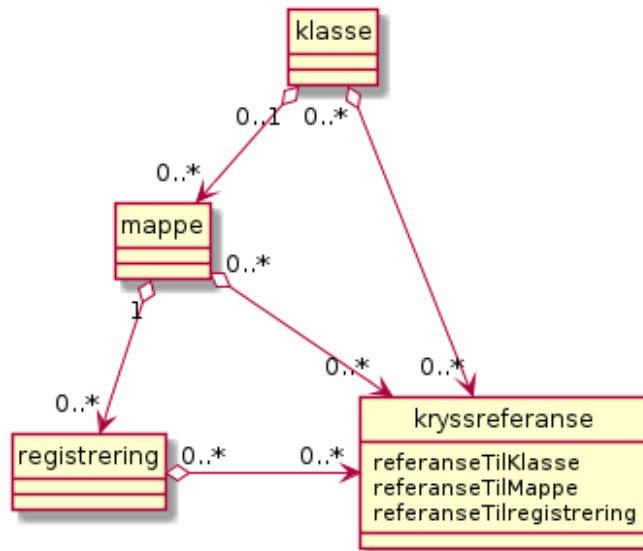 klasse
0..1
0..*
0..*
mappe
0..*
1
0..*
0..*
0..*
kryssreferanse
registrering
0..*
0..*
referanseTilKlasse
referanseTilMappe
referanseTilregistrering